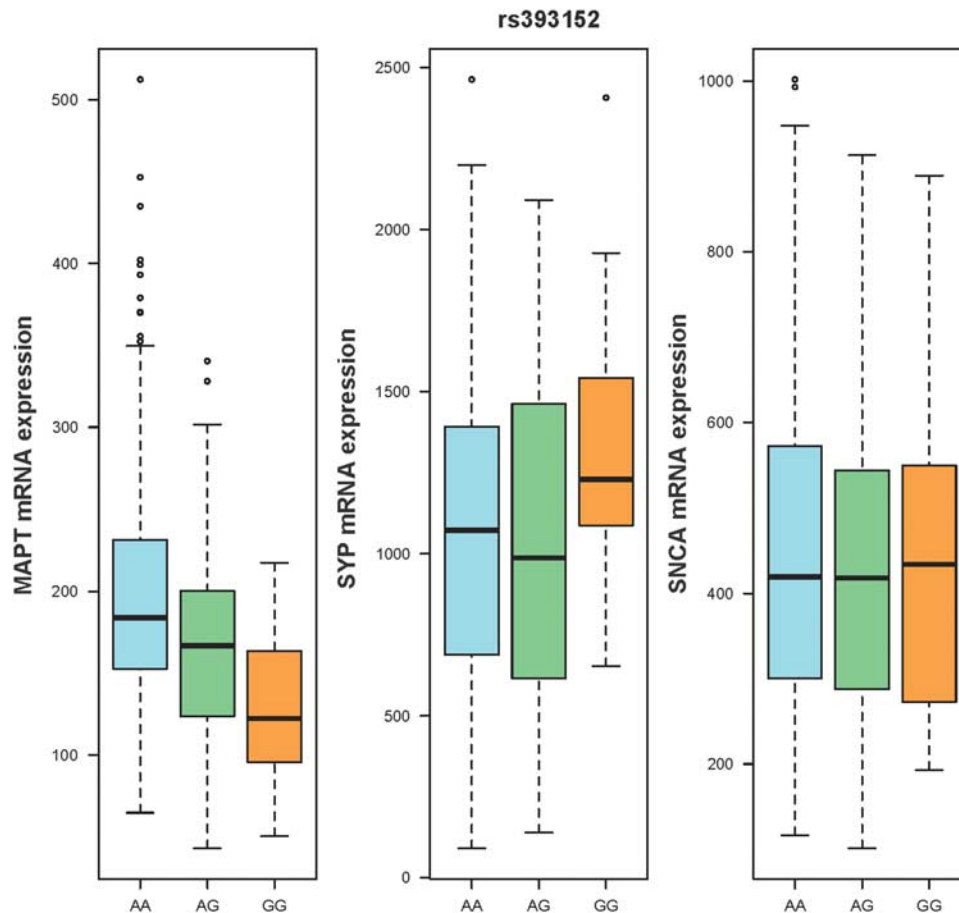 rs393152
MAPT mRNA expression
500
400
300
200
100
AA AG GG
SYP mRNA expression
2500
2000
1500
1000
500
0
AA AG GG
SNCA mRNA expression
1000
800
600
400
200
AA AG GG